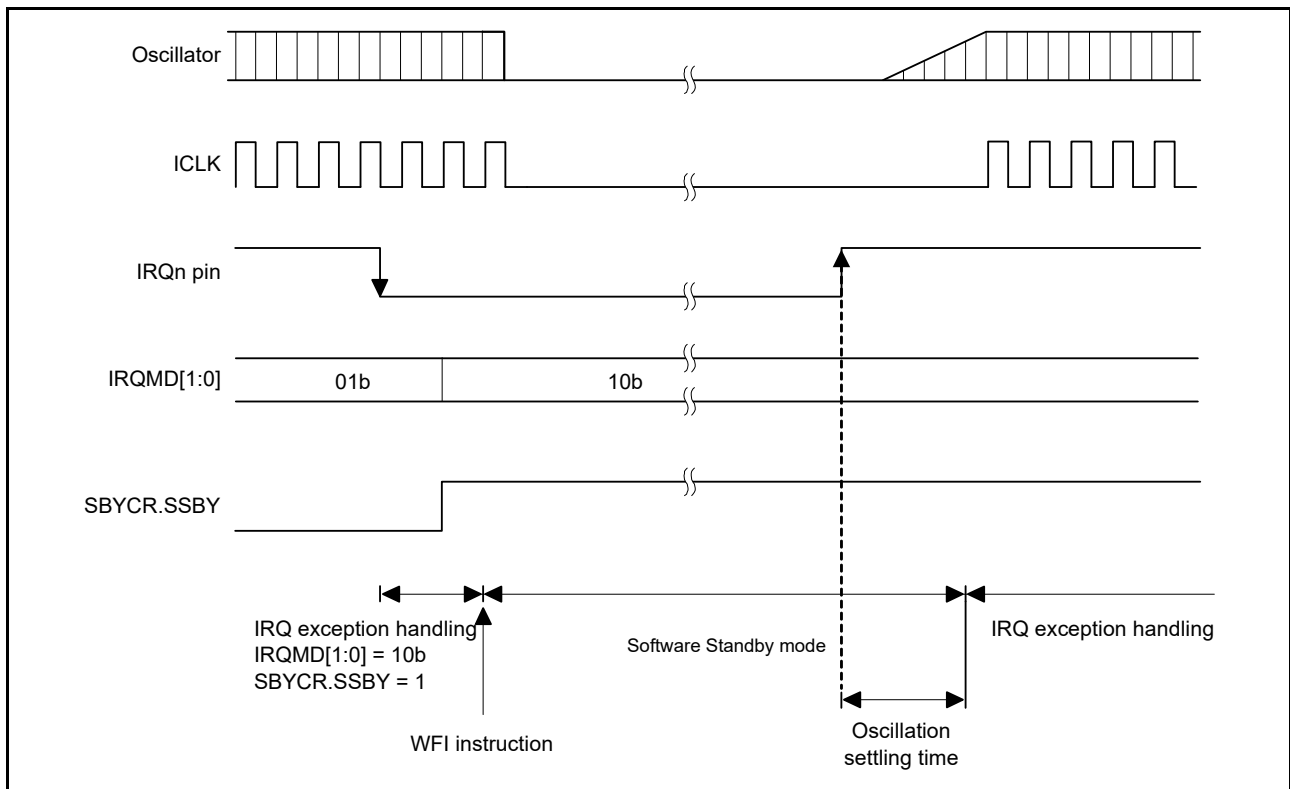 Oscillator
ICLK
IRQn pin
IRQMD[1:0]
01b
10b
SBYCR.SSBY
IRQ exception handling
IRQMD[1:0] = 10b
SBYCR.SSBY = 1
Software Standby mode
IRQ exception handling
WFI instruction
Oscillation
settling time